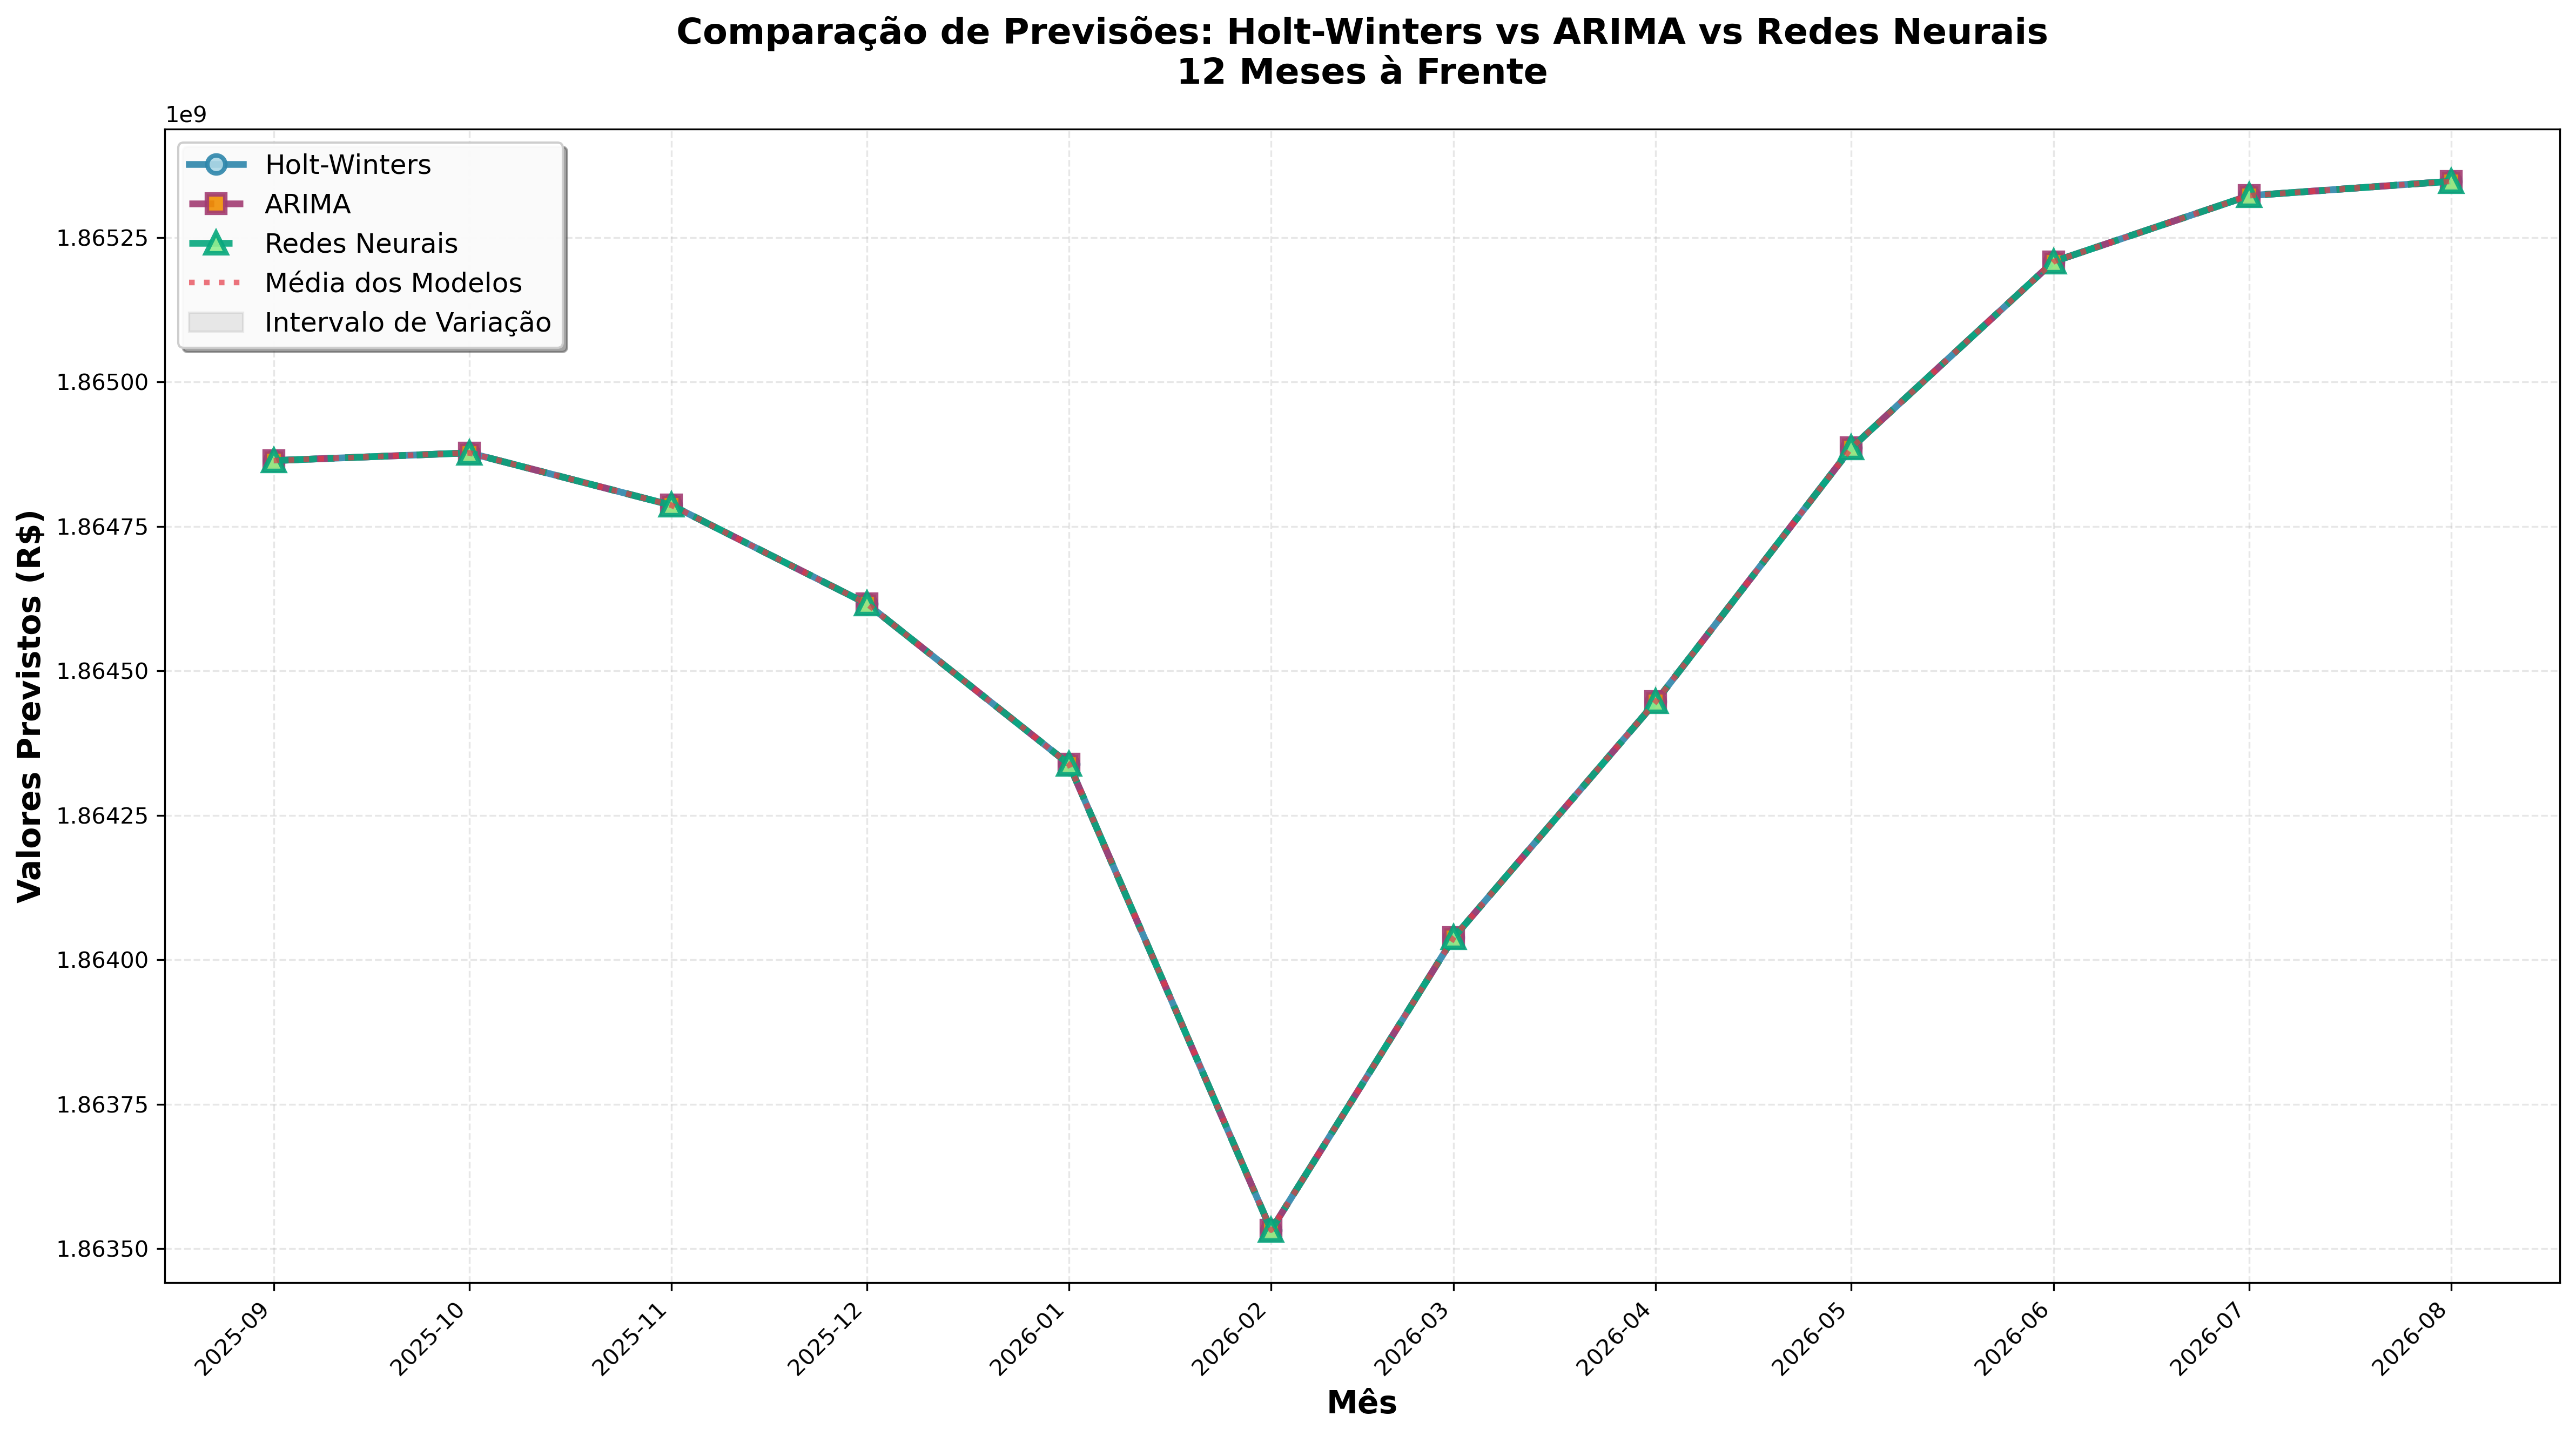 Comparação de Previsões: Holt-Winters vs ARIMA vs Redes Neurais
12 Meses à Frente
1e9
Holt-Winters
ARIMA
Redes Neurais
Média dos Modelos
Intervalo de Variação
Valores Previstos (R$)
1.86525
1.86500
1.86475
1.86450
1.86425
1.86400
1.86375
1.86350
2025-09
2025-10
2025-11
2025-12
2026-01
2026-02
2026-03
2026-04
2026-05
2026-06
2026-07
2026-08
Mês